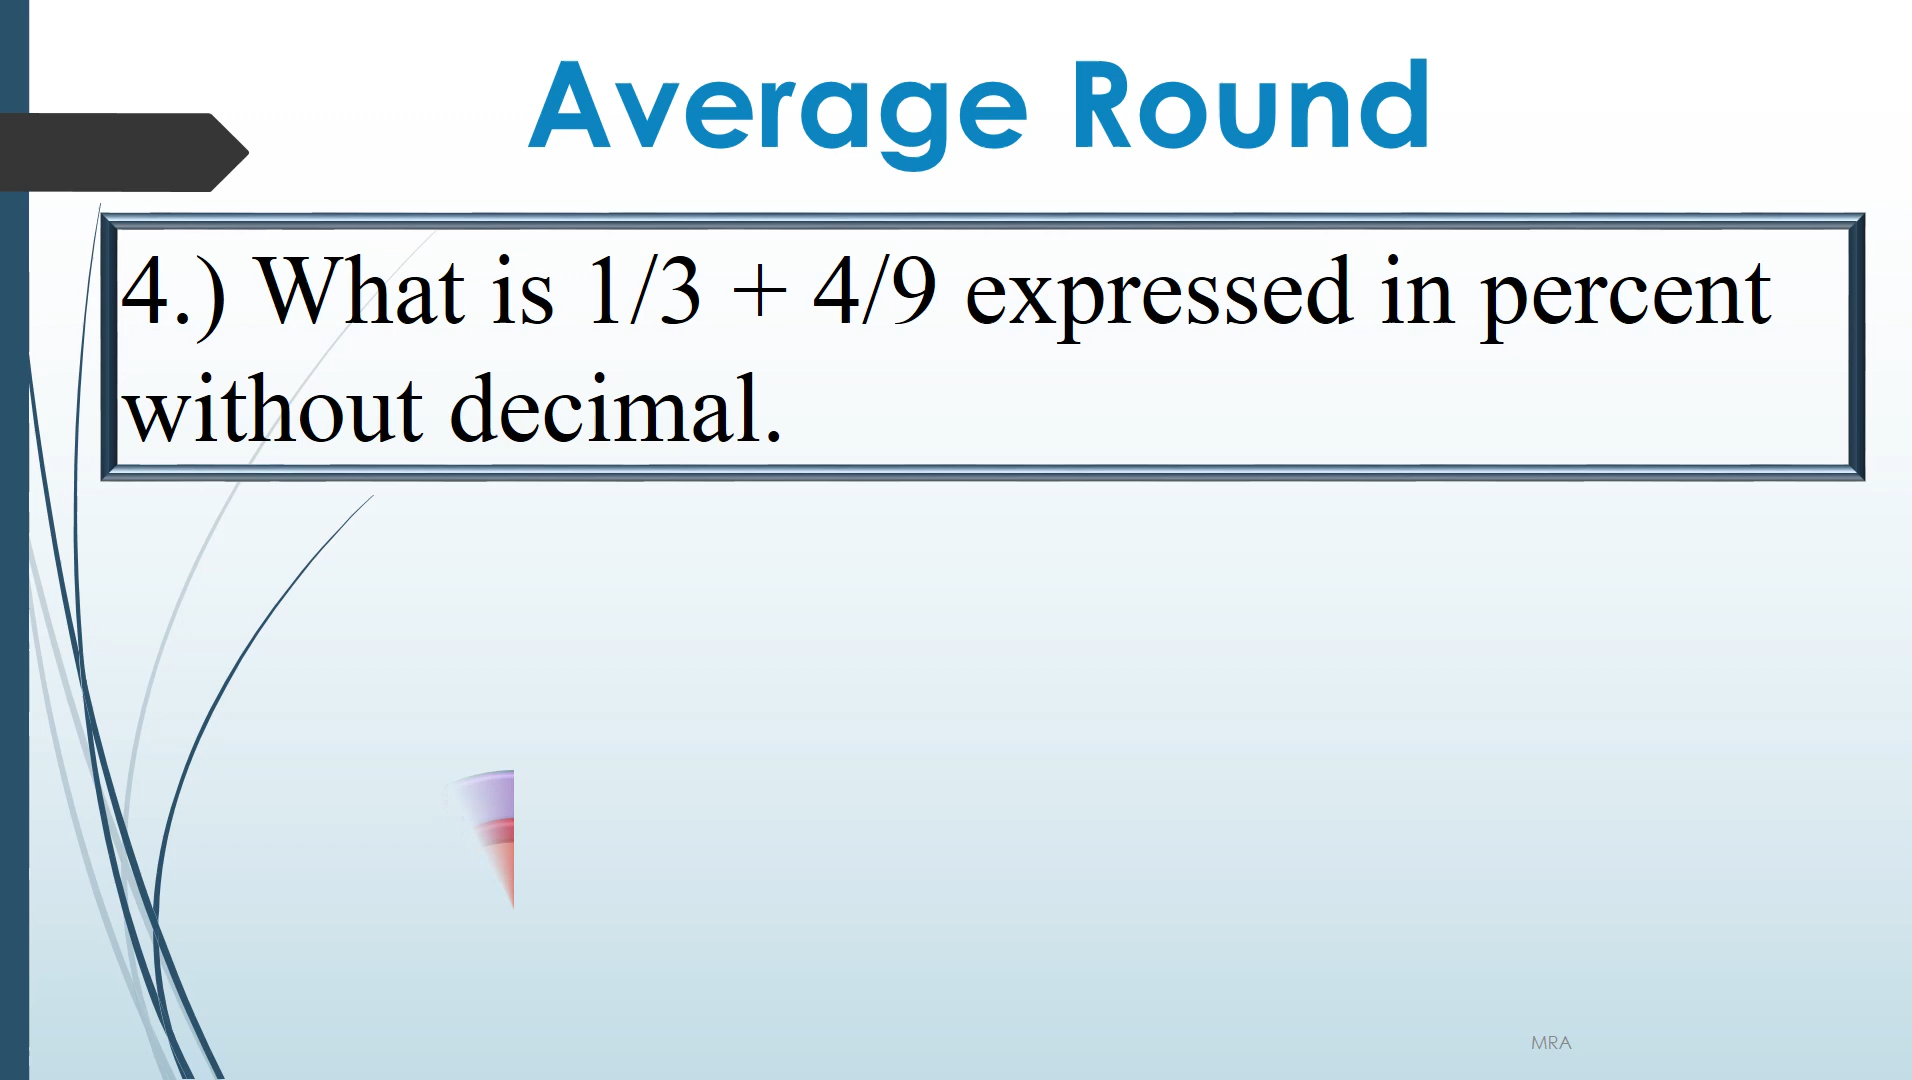 Average Round
4.) What is 1/3 + 4/9 expressed in percent
without decimal.
MRA